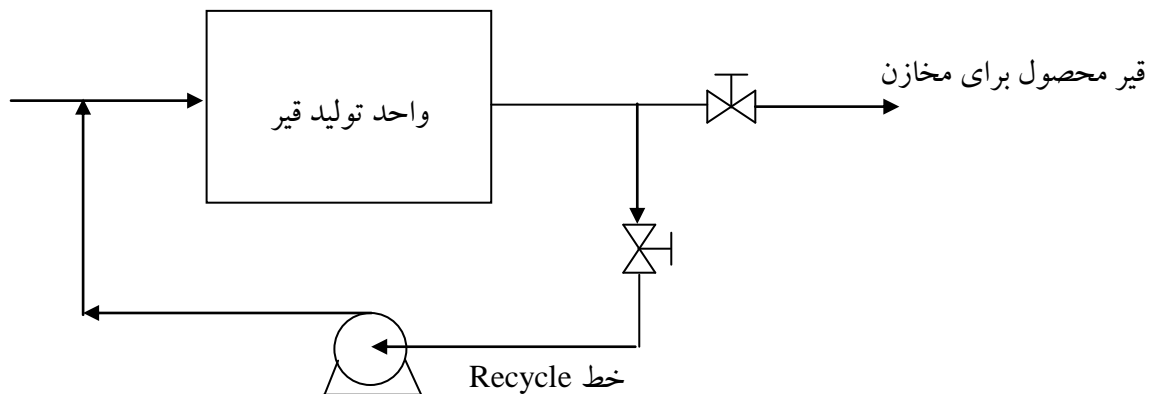 قیر محصول برای مخازن
واحد تولید قیر
خط Recycle